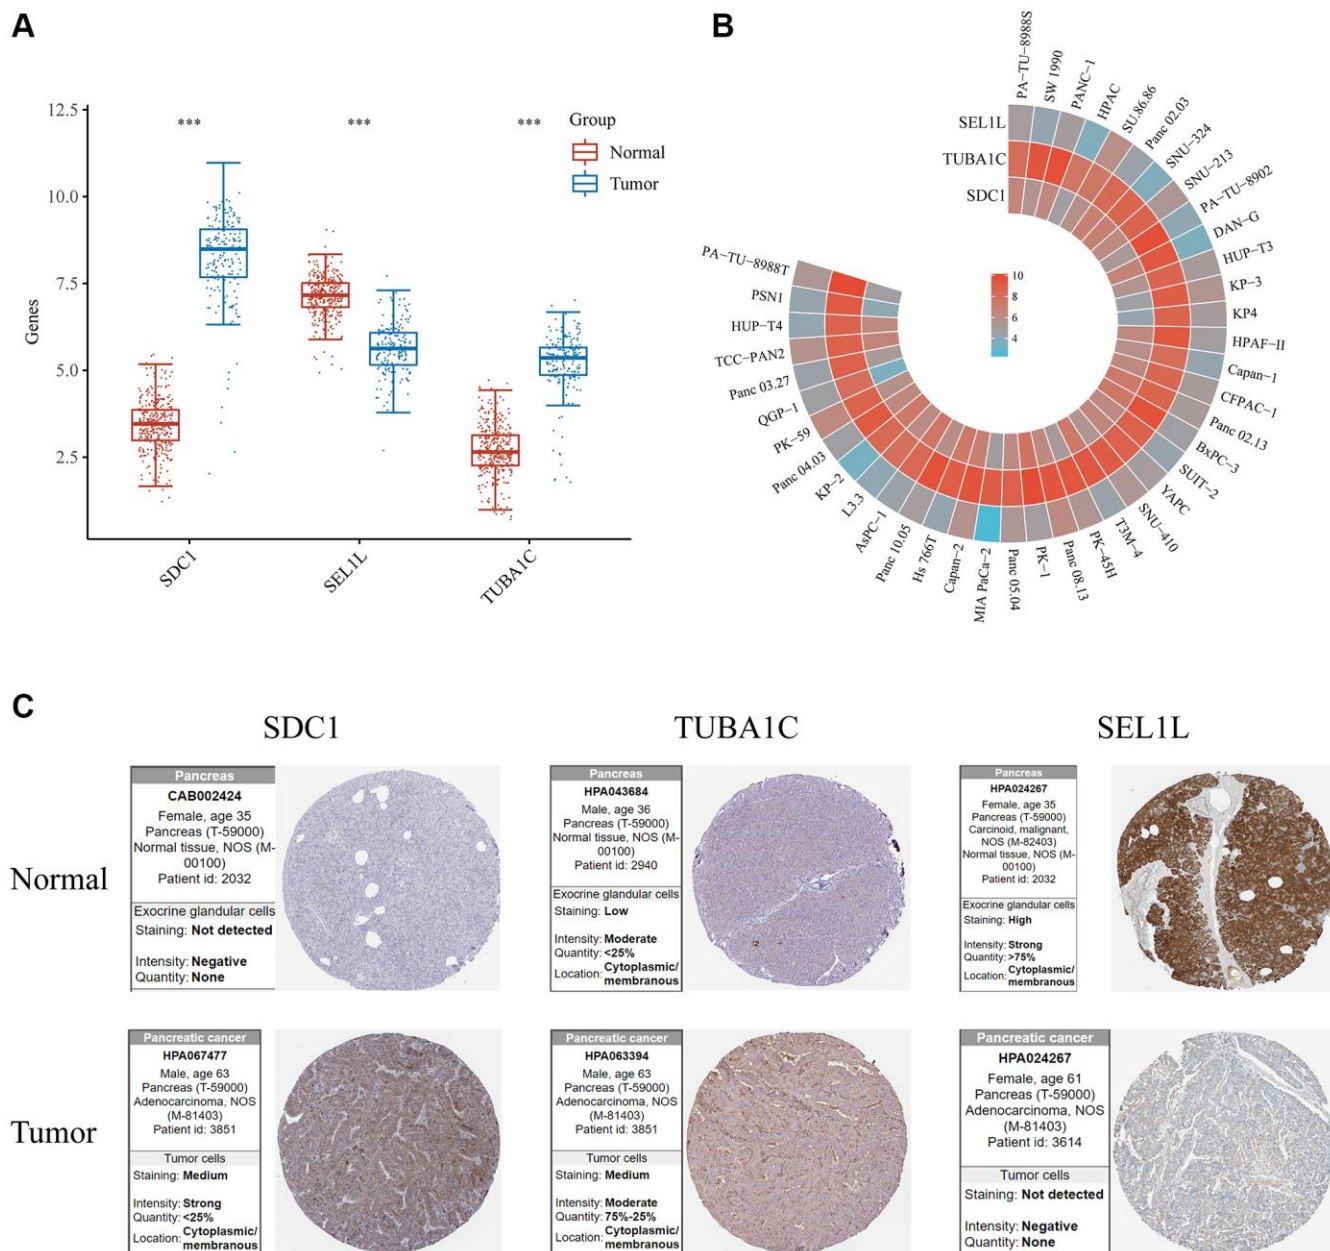 A
12.5
10.0
7.5
5.0
2.5
Genes
***
***
***
Group
Normal
Tumor
SDC1
SEL1L
TUBA1C
B
SEL1L
TUBA1C
SDC1
PA-TU-8988S
SW 1990
PANC-1
HPAC
SU.86.86
Panc 02.03
SNU-324
SNU-213
PA-TU-8902
DAN-G
HUP-T3
KP-3
KP4
HPAF-II
Capan-1
CFPAC-1
Panc 02.13
BxPC-3
SUIT-2
YAPC
SNU-410
T3M-4
PK-45H
Panc 08.13
PK-1
Panc 05.04
MIA PaCa-2
Capan-2
Hs 766T
Panc 10.05
AsPC-1
L3.3
KP-2
Panc 04.03
PK-59
QGP-1
Panc 03.27
TCC-PAN2
HUP-T4
PSN1
PA-TU-8988T
10
8
6
4
C
SDC1
TUBA1C
SEL1L
Normal
Pancreas
CAB002424
Female, age 35
Pancreas (T-59000)
Normal tissue, NOS (M-
00100)
Patient id: 2032
Exocrine glandular cells
Staining: Not detected
Intensity: Negative
Quantity: None
Pancreas
HPA043684
Male, age 36
Pancreas (T-59000)
Normal tissue, NOS (M-
00100)
Patient id: 2940
Exocrine glandular cells
Staining: Low
Intensity: Moderate
Quantity: <25%
Location: Cytoplasmic/
membranous
Pancreas
HPA024267
Female, age 35
Pancreas (T-59000)
Carcinoid, malignant,
NOS (M-82403)
Normal tissue, NOS (M-
00100)
Patient id: 2032
Exocrine glandular cells
Staining: High
Intensity: Strong
Quantity: >75%
Location: Cytoplasmic/
membranous
Tumor
Pancreatic cancer
HPA067477
Male, age 63
Pancreas (T-59000)
Adenocarcinoma, NOS
(M-81403)
Patient id: 3851
Tumor cells
Staining: Medium
Intensity: Strong
Quantity: <25%
Location: Cytoplasmic/
membranous
Pancreatic cancer
HPA063394
Male, age 63
Pancreas (T-59000)
Adenocarcinoma, NOS
(M-81403)
Patient id: 3851
Tumor cells
Staining: Medium
Intensity: Moderate
Quantity: 75%-25%
Location: Cytoplasmic/
membranous
Pancreatic cancer
HPA024267
Female, age 61
Pancreas (T-59000)
Adenocarcinoma, NOS
(M-81403)
Patient id: 3614
Tumor cells
Staining: Not detected
Intensity: Negative
Quantity: None